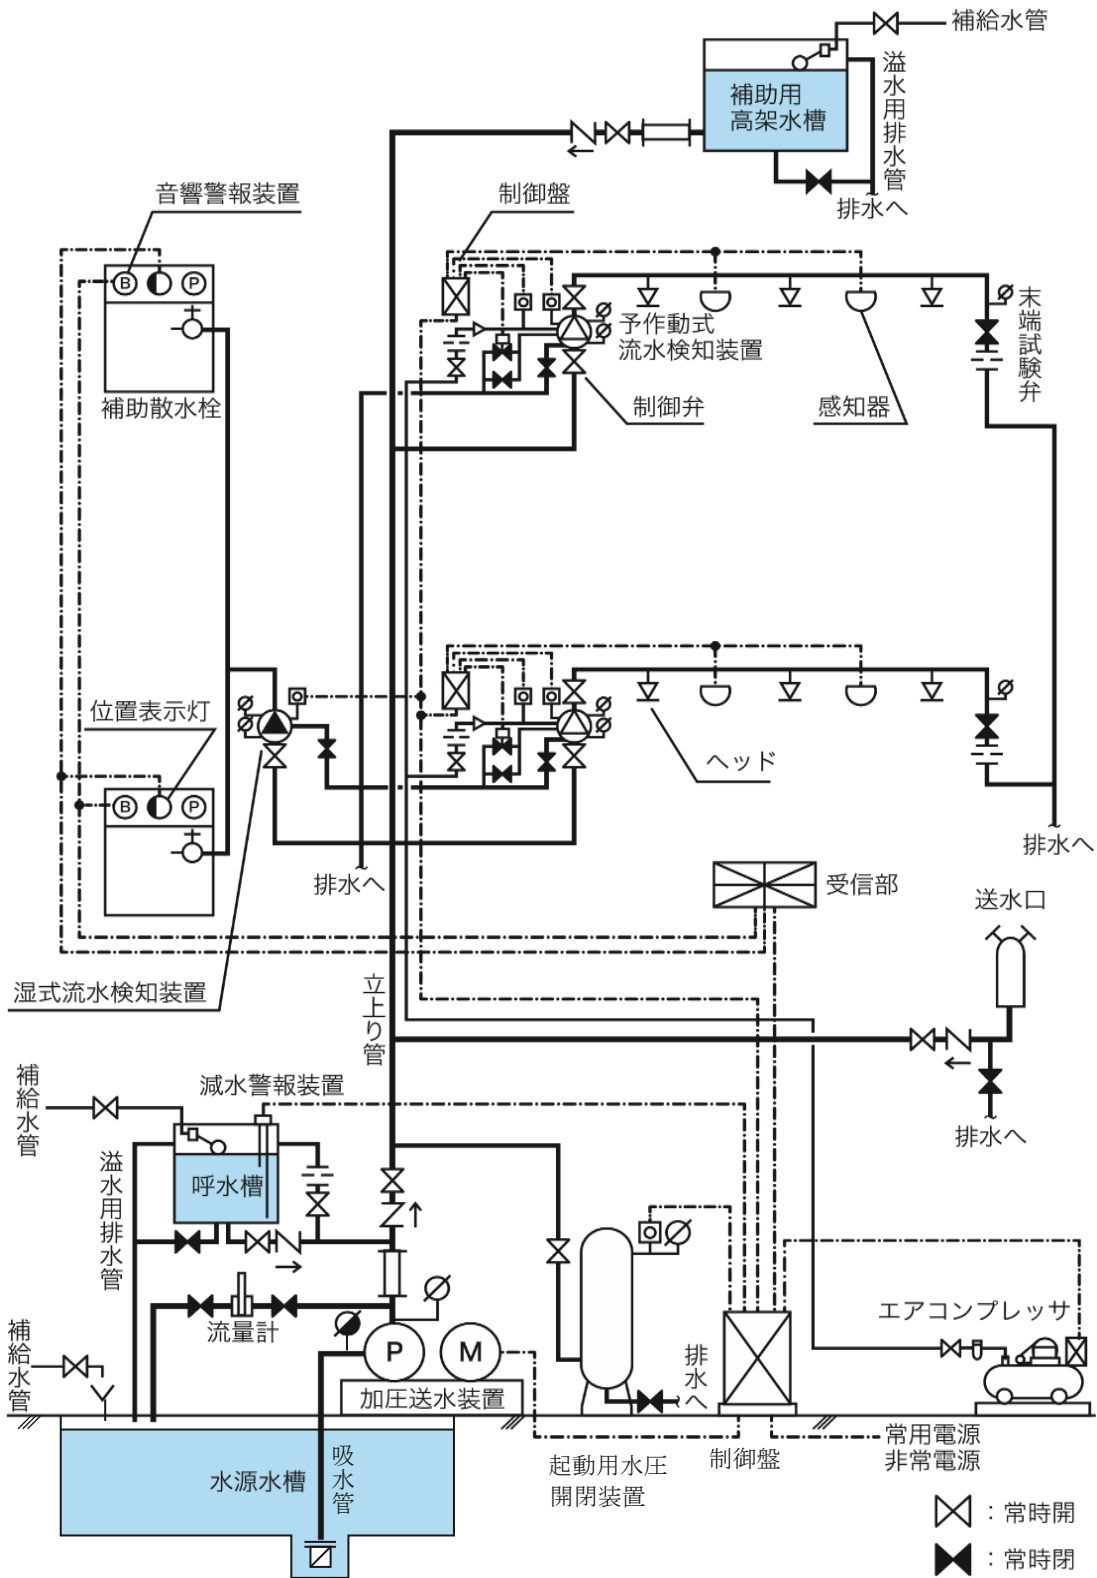 補給水管
補助用
高架水槽
溢水用排水管
排水へ
音響警報装置
制御盤
B
P
予作動式
流水検知装置
末端試験弁
補助散水栓
制御弁
感知器
位置表示灯
ヘッド
B
P
排水へ
排水へ
受信部
送水口
湿式流水検知装置
立上り管
補給水管
減水警報装置
溢水用排水管
呼水槽
排水へ
エアコンプレッサ
流量計
補給水管
P
M
排水へ
加圧送水装置
常用電源
非常電源
制御盤
起動用水圧
開閉装置
水源水槽
吸水管
：常時開
：常時閉